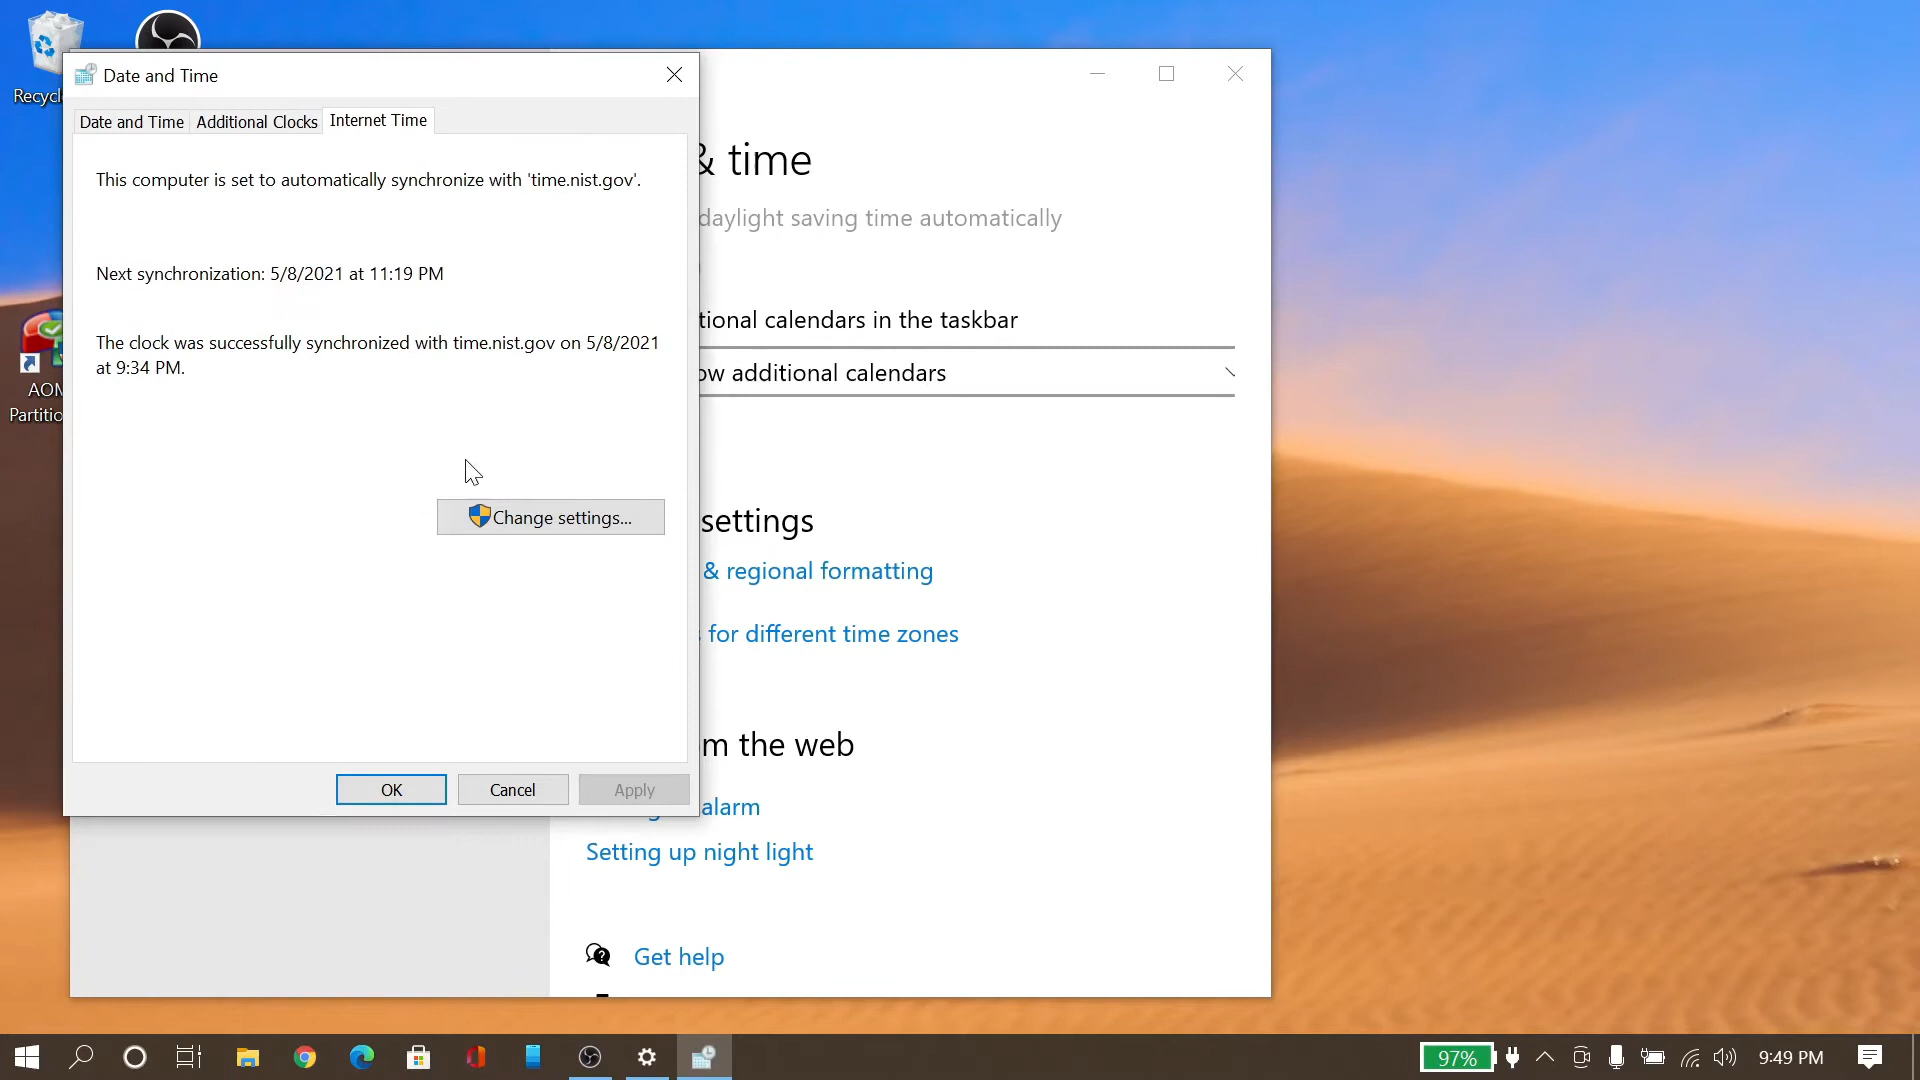 Recycl
Date and Time
Date and Time
Additional Clocks
Internet Time
This computer is set to automatically synchronize with 'time.nist.gov'.
Next synchronization: 5/8/2021 at 11:19 PM
The clock was successfully synchronized with time.nist.gov on 5/8/2021
at 9:34 PM.
Change settings...
OK
Cancel
Apply
AOM
Partitio
& time
daylight saving time automatically
tional calendars in the taskbar
ow additional calendars
settings
& regional formatting
s for different time zones
m the web
alarm
Setting up night light
Get help
97%
9:49 PM